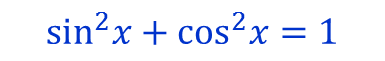 sin²x + cos²x = 1